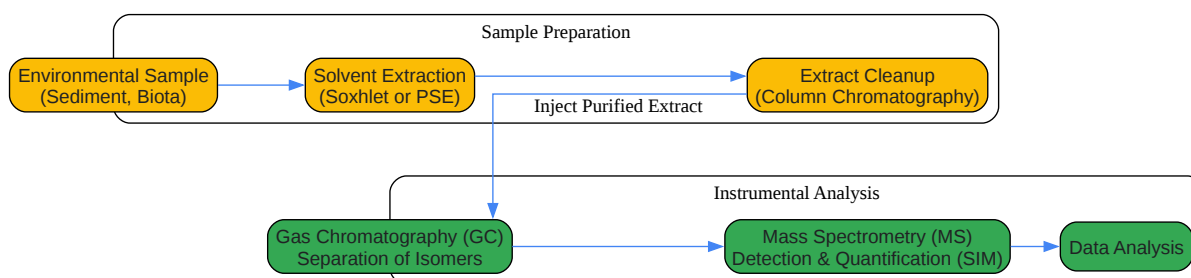 Sample Preparation
Environmental Sample
(Sediment, Biota)
Solvent Extraction
(Soxhlet or PSE)
Extract Cleanup
(Column Chromatography)
Inject Purified Extract
Instrumental Analysis
Gas Chromatography (GC)
Separation of Isomers
Mass Spectrometry (MS)
Detection & Quantification (SIM)
Data Analysis